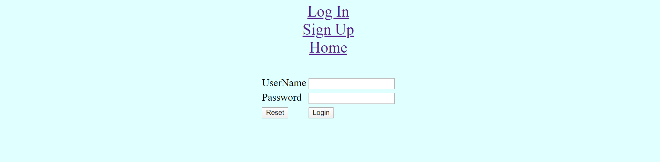 Log In
Sign Up
Home
UserName
Password
Reset Login